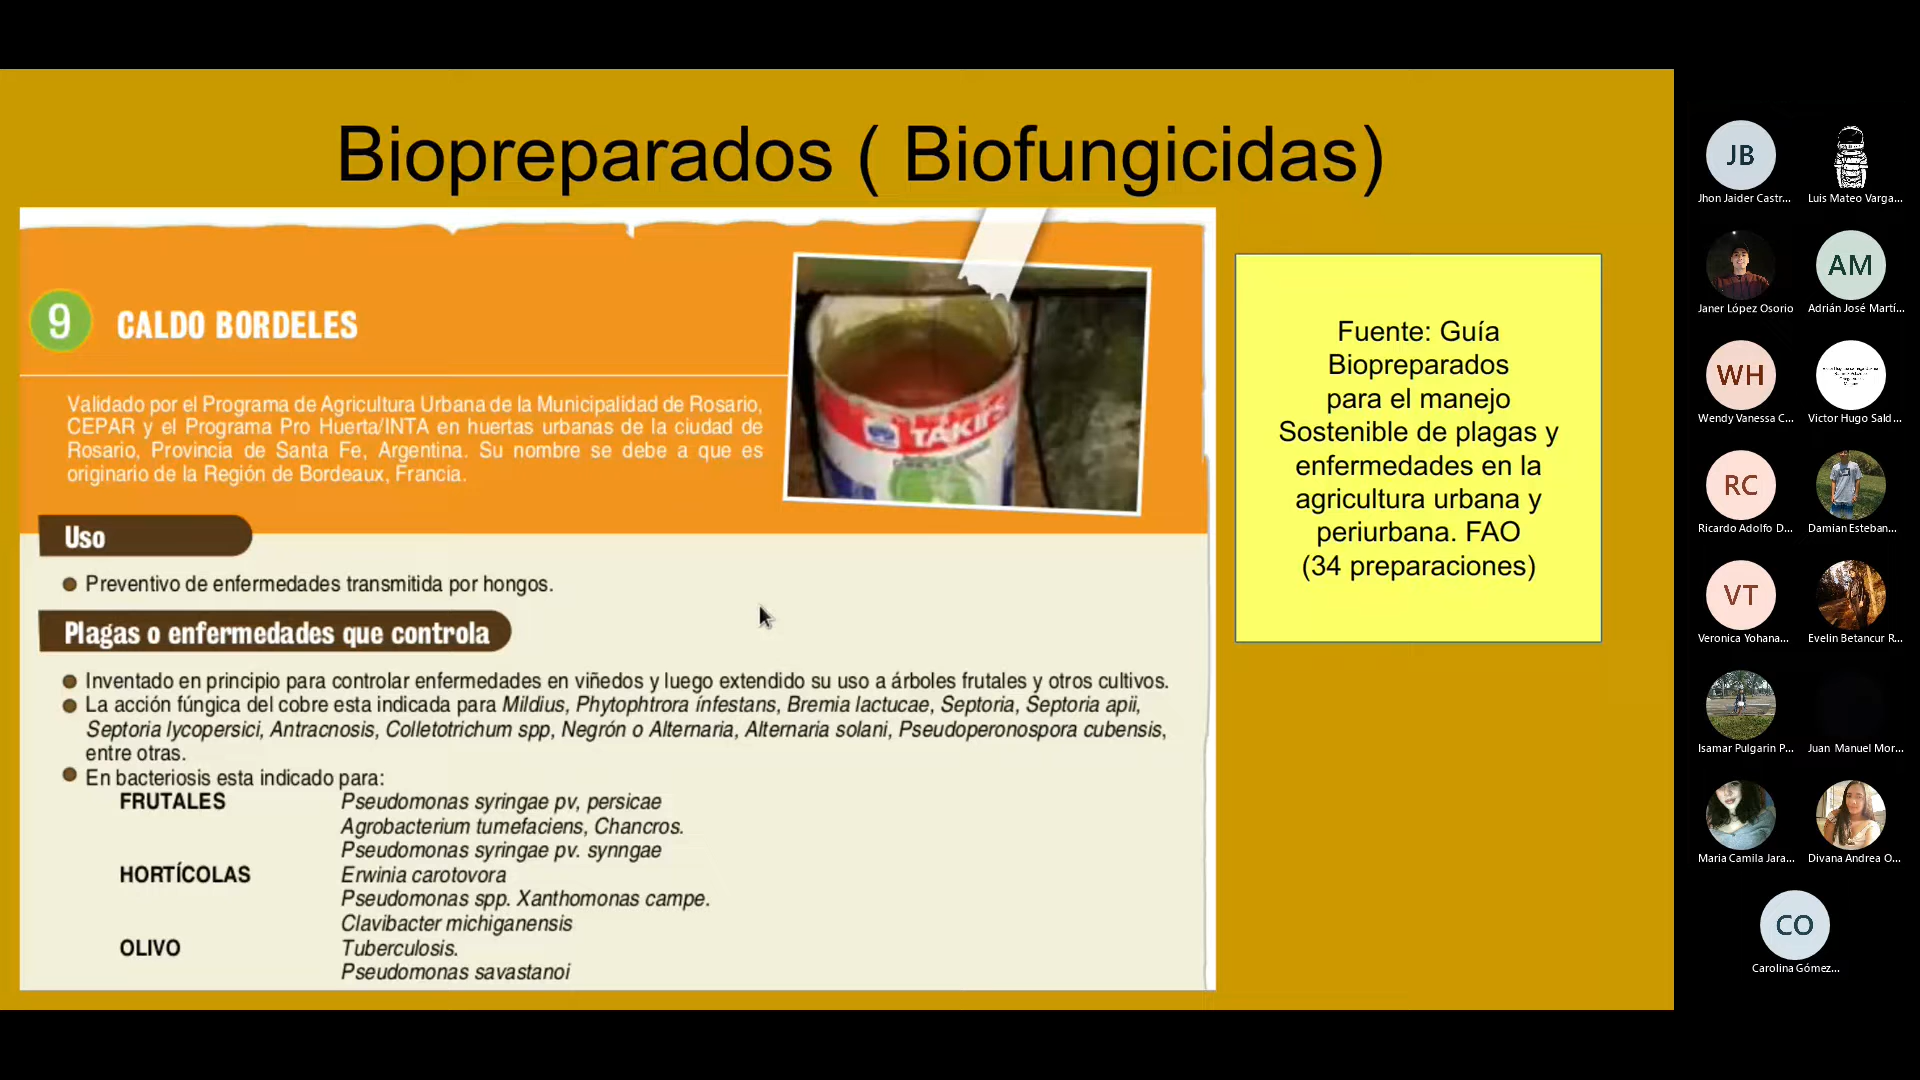 Biopreparados ( Biofungicidas)
9
CALDO BORDELES
Validado por el Programa de Agricultura Urbana de la Municipalidad de Rosario,
CEPAR y el Programa Pro Huerta/INTA en huertas urbanas de la ciudad de
Rosario, Provincia de Santa Fe, Argentina. Su nombre se debe a que es
originario de la Región de Bordeaux, Francia.
TAKIRS
Uso
Preventivo de enfermedades transmitida por hongos.
Plagas o enfermedades que controla
Inventado en principio para controlar enfermedades en viñedos y luego extendido su uso a árboles frutales y otros cultivos.
La acción fúngica del cobre esta indicada para Mildius, Phytophtrora ínfestans, Bremia lactucae, Septoria, Septoria apii,
Septoria lycopersici, Antracnosis, Colletotrichum spp, Negrón o Alternaria, Alternaria solani, Pseudoperonospora cubensis,
entre otras.
En bacteriosis esta indicado para:
FRUTALES Pseudomonas syringae pv, persicae
Agrobacterium tumefaciens, Chancros.
Pseudomonas syringae pv. synngae
HORTÍCOLAS Erwinia carotovora
Pseudomonas spp. Xanthomonas campe.
Clavibacter michiganensis
OLIVO Tuberculosis.
Pseudomonas savastanoi
Fuente: Guía
Biopreparados
para el manejo
Sostenible de plagas y
enfermedades en la
agricultura urbana y
periurbana. FAO
(34 preparaciones)
JB
Jhon Jaider Castr...
Luis Mateo Varga...
Janer López Osorio
AM
Adrián José Martí...
WH
Wendy Vanessa C...
Victor Hugo Sald...
RC
Ricardo Adolfo D...
Damian Esteban...
VT
Veronica Yohana...
Evelin Betancur R...
Isamar Pulgarin P...
Juan Manuel Mor...
Maria Camila Jara...
Divana Andrea O...
CO
Carolina Gómez...